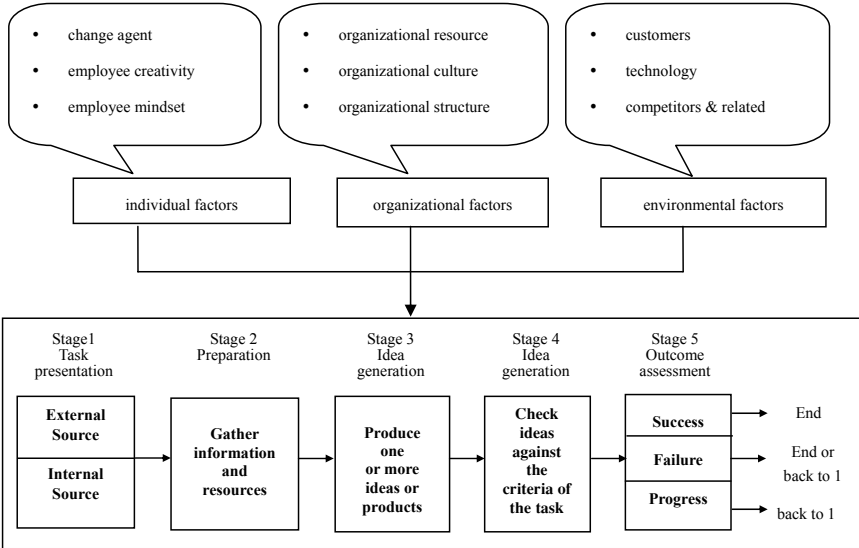 • change agent
• employee creativity
• employee mindset
• organizational resource
• organizational culture
• organizational structure
• customers
• technology
• competitors & related
individual factors
organizational factors
environmental factors
Stage1
Task
presentation
Stage 2
Preparation
Stage 3
Idea
generation
Stage 4
Idea
generation
Stage 5
Outcome
assessment
External
Source
Internal
Source
Gather
information
and
resources
Produce
one
or more
ideas or
products
Check
ideas
against
the
criteria of
the task
Success
Failure
Progress
End
End or
back to 1
back to 1